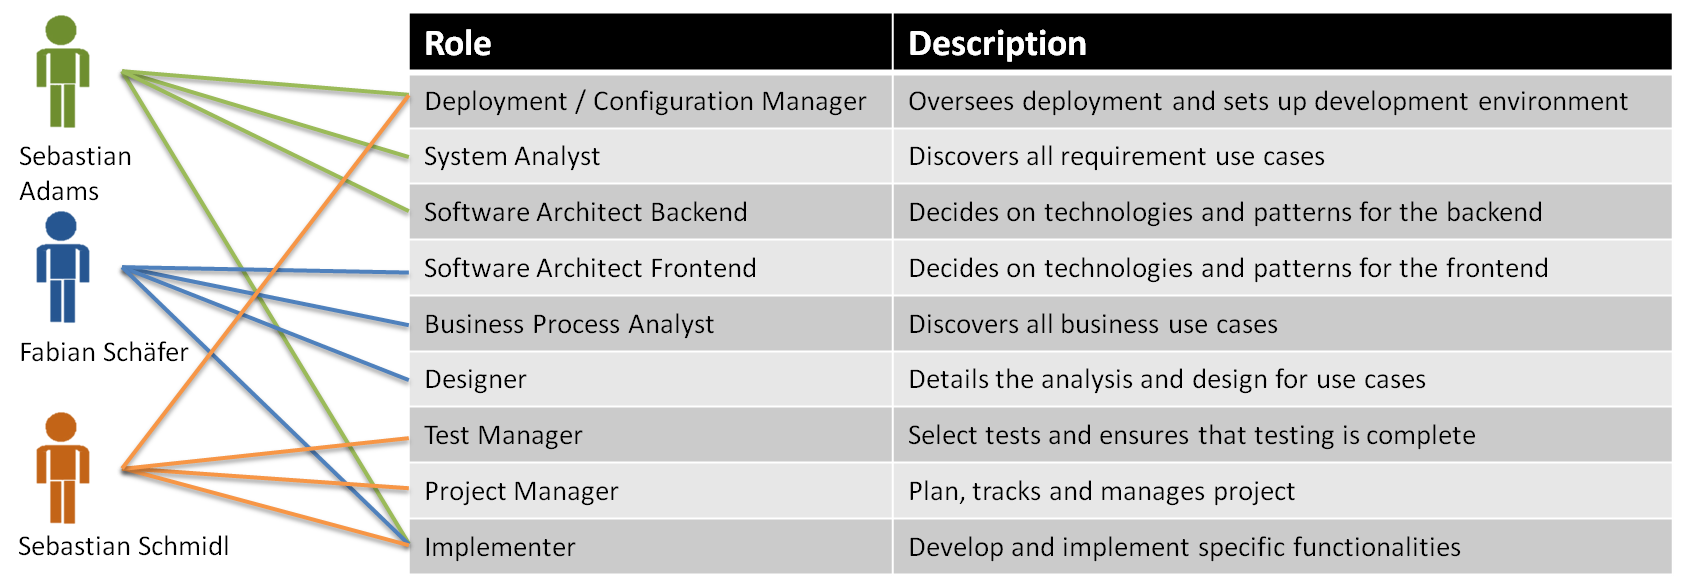 Sebastian
Adams
Fabian Schäfer
Sebastian Schmidl
Role Description
Deployment / Configuration Manager Oversees deployment and sets up development environment
System Analyst Discovers all requirement use cases
Software Architect Backend Decides on technologies and patterns for the backend
Software Architect Frontend Decides on technologies and patterns for the frontend
Business Process Analyst Discovers all business use cases
Designer Details the analysis and design for use cases
Test Manager Select tests and ensures that testing is complete
Project Manager Plan, tracks and manages project
Implementer Develop and implement specific functionalities